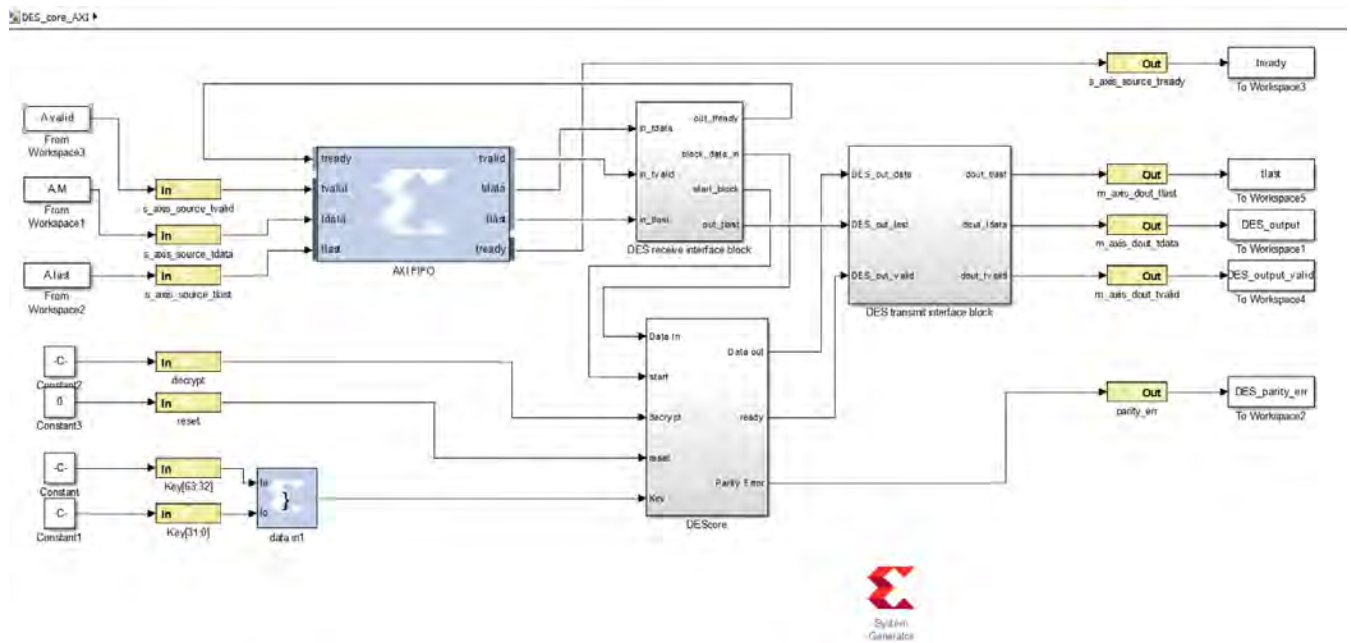 DES_core_AXI
A.valid
From
Workspace3
A.M
From
Workspace1
A.last
From
Workspace2
In
s_axis_source_tvalid
In
s_axis_source_tdata
In
s_axis_source_tlast
tready
tvalid
tdata
tlast
tvalid
tdata
tlast
tready
AXI FIFO
in_tdata
in_tvalid
in_tlast
out_tready
block_data_in
start_block
out_tlast
DES receive interface block
DES_out_data
DES_out_last
DES_out_valid
dout_tlast
dout_tdata
dout_tvalid
DES transmit interface block
Out
s_axis_source_tready
tready
To Workspace3
Out
m_axis_dout_tlast
tlast
To Workspace5
Out
m_axis_dout_tdata
DES_output
To Workspace1
Out
m_axis_dout_tvalid
DES_output_valid
To Workspace4
-C-
Constant2
In
decrypt
0
Constant3
In
reset
-C-
Constant
In
Key[63:32]
-C-
Constant1
In
Key[31:0]
}
data in1
Data In
start
decrypt
reset
Key
Data out
ready
Parity Error
DEScore
Out
parity_err
DES_parity_err
To Workspace2
System
Generator